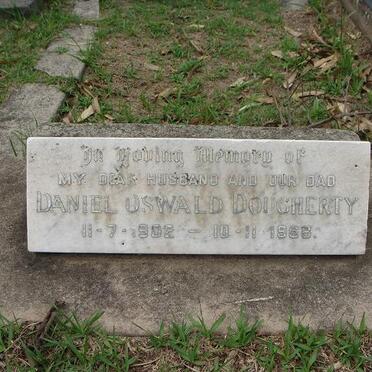 In Loving Memory of
MY DEAR HUSBAND AND OUR DAD
DANIEL OSWALD DOUGHERTY
11-7-1902 – 10-11-1968.